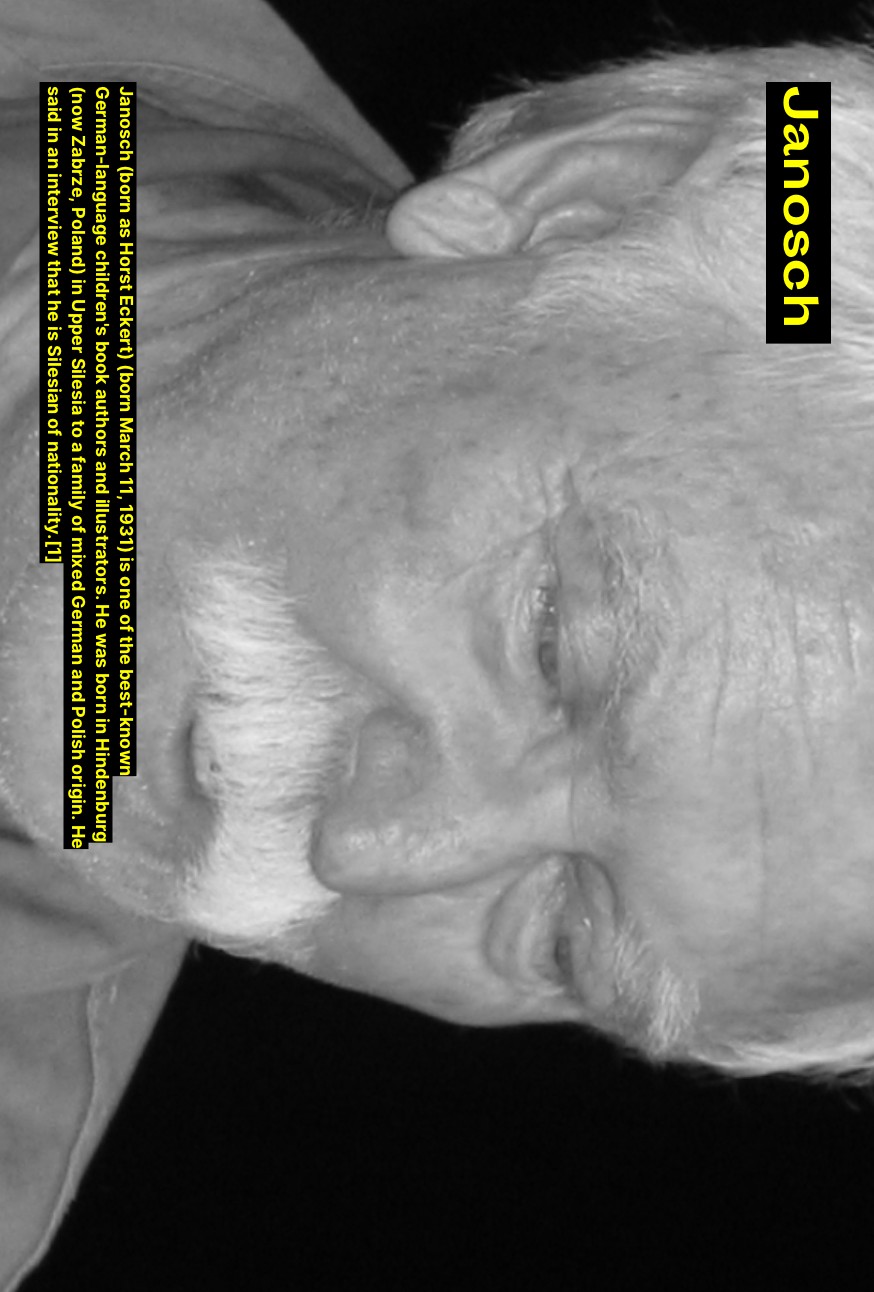 Janosch
Janosch (born as Horst Eckert) (born March 11, 1931) is one of the best-known
German-language children's book authors and illustrators. He was born in Hindenburg
(now Zabrze, Poland) in Upper Silesia to a family of mixed German and Polish origin. He
said in an interview that he is Silesian of nationality.[1]